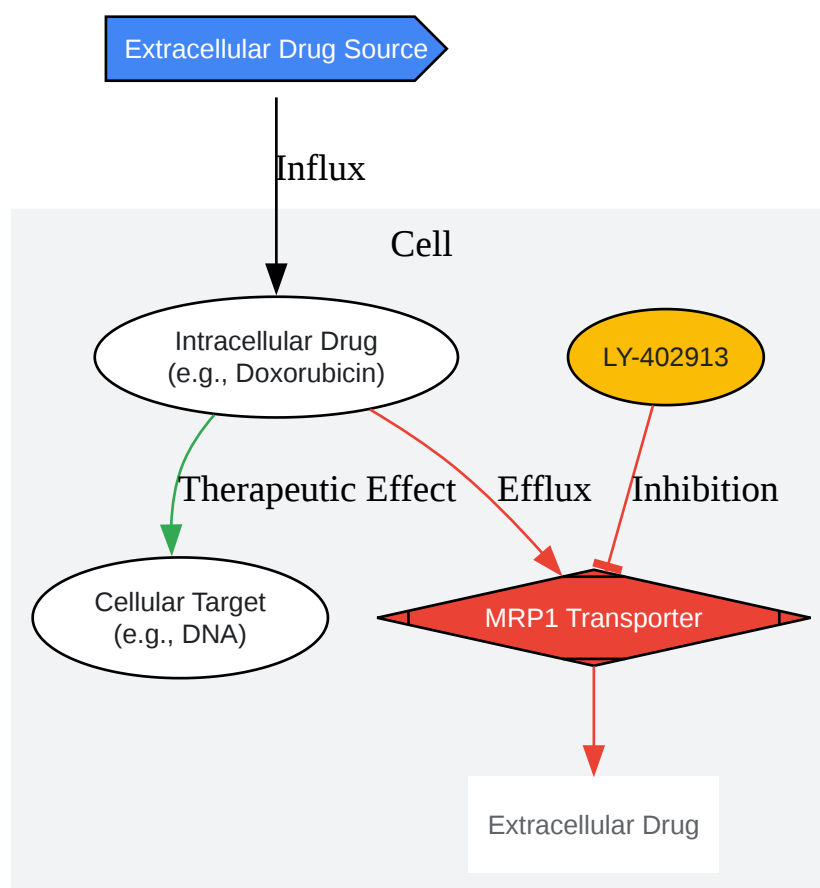 Extracellular Drug Source
Influx
Cell
Intracellular Drug
(e.g., Doxorubicin)
LY-402913
Therapeutic Effect
Efflux
Inhibition
Cellular Target
(e.g., DNA)
MRP1 Transporter
Extracellular Drug